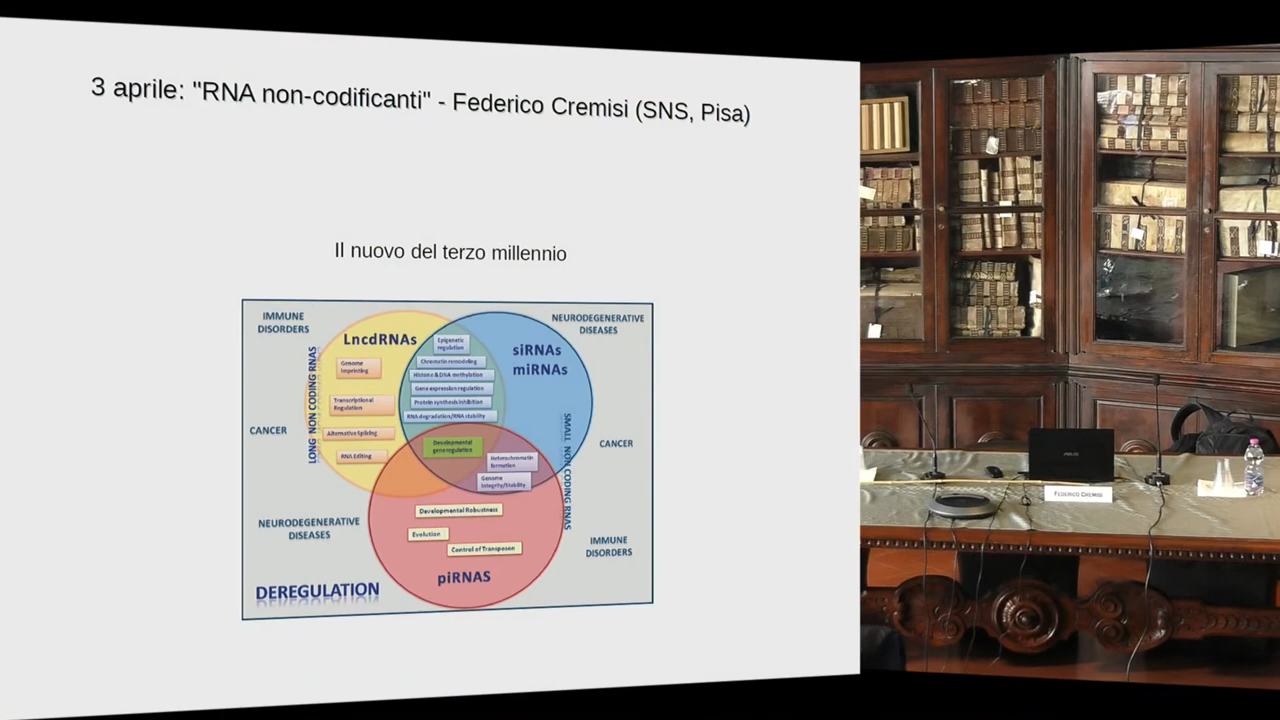 3 aprile: "RNA non-codificanti" - Federico Cremisi (SNS, Pisa)
Il nuovo del terzo millennio
IMMUNE
DISORDERS
NEURODEGENERATIVE
DISEASES
LncdRNAs
siRNAs
miRNAs
LONG NON CODING RNAS
Genome
Imprinting
Transcriptional
Regulation
Alternative Splicing
RNA Editing
Epigenetic
regulation
Chromatin remodeling
Histone & DNA methylation
Gene expression regulation
Protein synthesis inhibition
RNA degradation/RNA stability
Developmental
gene regulation
Heterochromatin
formation
Genome
Integrity/Stability
SMALL NON CODING RNAS
CANCER
CANCER
Developmental Robustness
Evolution
Control of Transposon
piRNAS
NEURODEGENERATIVE
DISEASES
IMMUNE
DISORDERS
DEREGULATION
ASUS
FEDERICO CREMISI